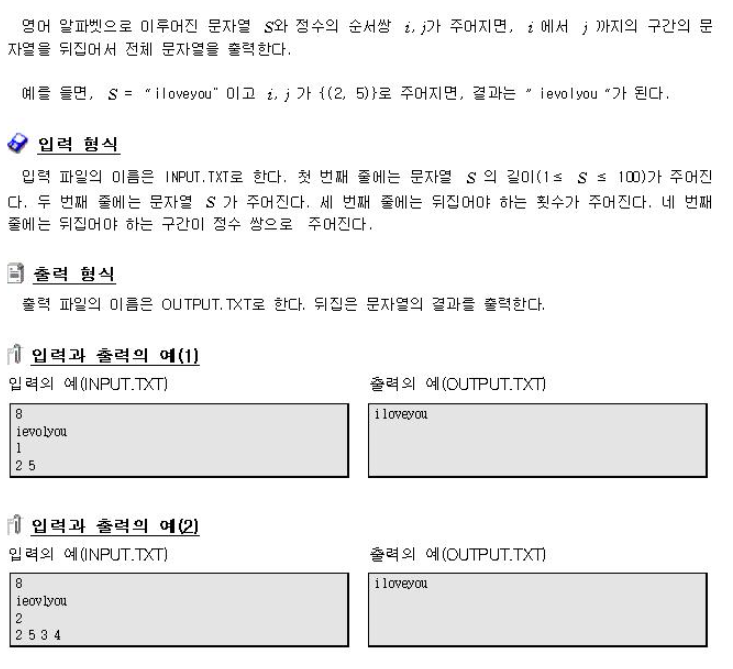 영어 알파벳으로 이루어진 문자열 S와 정수의 순서쌍 i, j가 주어지면, i 에서 j 까지의 구간의 문
자열을 뒤집어서 전체 문자열을 출력한다.
예를 들면, S = "iloveyou" 이고 i, j 가 {(2, 5)}로 주어지면, 결과는 " ievolyou "가 된다.
입력 형식
입력 파일의 이름은 INPUT.TXT로 한다. 첫 번째 줄에는 문자열 S 의 길이(1≤ S ≤ 100)가 주어진
다. 두 번째 줄에는 문자열 S 가 주어진다. 세 번째 줄에는 뒤집어야 하는 횟수가 주어진다. 네 번째
줄에는 뒤집어야 하는 구간이 정수 쌍으로 주어진다.
출력 형식
출력 파일의 이름은 OUTPUT.TXT로 한다. 뒤집은 문자열의 결과를 출력한다.
입력과 출력의 예(1)
입력의 예(INPUT.TXT) 출력의 예(OUTPUT.TXT)
8
ievolyou
1
2 5
iloveyou
입력과 출력의 예(2)
입력의 예(INPUT.TXT) 출력의 예(OUTPUT.TXT)
8
ieovlyou
2
2 5 3 4
iloveyou